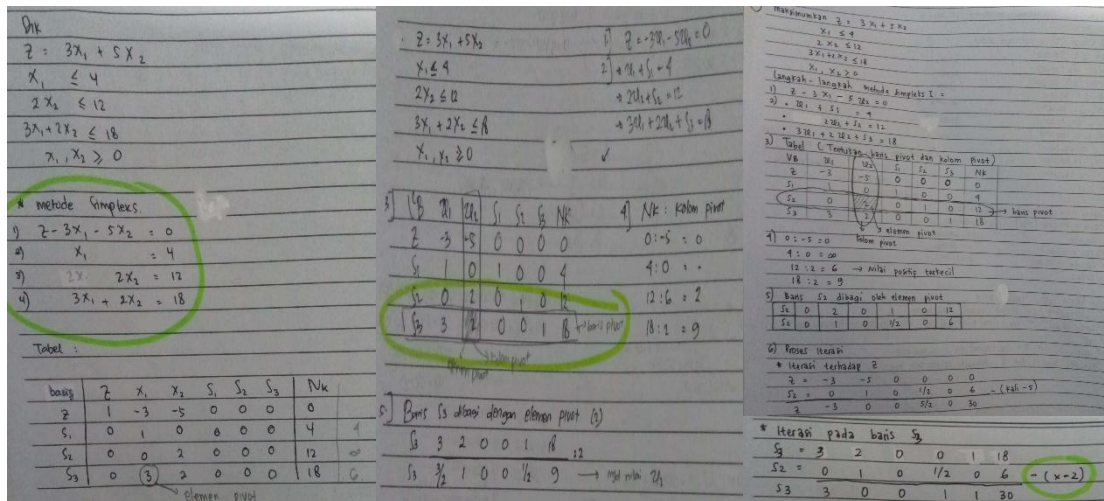 Dik
Z = 3x₁ + 5x₂
x₁ ≤ 4
2x₂ ≤ 12
3x₁ + 2x₂ ≤ 18
x₁, x₂ ≥ 0
* metode simpleks.
1) Z - 3x₁ - 5x₂ = 0
2) x₁ = 4
3) 2x₂ = 12
4) 3x₁ + 2x₂ = 18
Tabel :
basis Z x₁ x₂ S₁ S₂ S₃ NK
Z 1 -3 -5 0 0 0 0
S₁ 0 1 0 0 0 0 4 4
S₂ 0 0 2 0 0 0 12 ∞
S₃ 0 3 2 0 0 0 18 6
elemen pivot
Z = 3x₁ + 5x₂
x₁ ≤ 4
2x₂ ≤ 12
3x₁ + 2x₂ ≤ 18
x₁, x₂ ≥ 0
1) Z = -3x₁ - 5x₂ = 0
2) → x₁ + S₁ = 4
→ 2x₂ + S₂ = 12
→ 3x₁ + 2x₂ + S₃ = 18
3) VB x₁ x₂ S₁ S₂ S₃ NK
Z -3 -5 0 0 0 0
S₁ 1 0 1 0 0 4
S₂ 0 2 0 1 0 12
S₃ 3 2 0 0 1 18 → baris pivot
elemen pivot
kolom pivot
4) NK : kolom pivot
0 : -5 = 0
4 : 0 = -
12 : 6 = 2
18 : 2 = 9
5) Baris S₃ dibagi dengan elemen pivot (2)
S₃ 3 2 0 0 1 18 :2
S₃ 3/2 1 0 0 1/2 9 →
maksimumkan Z = 3x₁ + 5x₂
x₁ ≤ 4
2x₂ ≤ 12
3x₁ + 2x₂ ≤ 18
x₁, x₂ ≥ 0
Langkah - langkah metode simpleks I :
1) Z - 3x₁ - 5x₂ = 0
2) • x₁ + S₁ = 4
• 2x₂ + S₂ = 12
• 3x₁ + 2x₂ + S₃ = 18
3) Tabel (Tentukan baris pivot dan kolom pivot)
VB x₁ x₂ S₁ S₂ S₃ NK
Z -3 -5 0 0 0 0
S₁ 1 0 1 0 0 4
S₂ 0 2 0 1 0 12 → baris pivot
S₃ 3 2 0 0 1 18
elemen pivot
kolom pivot
4) 0 : -5 = 0
4 : 0 = ∞
12 : 2 = 6 → nilai positif terkecil
18 : 2 = 9
5) Baris S₂ dibagi oleh elemen pivot
S₂ 0 2 0 1 0 12
S₂ 0 1 0 1/2 0 6
6) Proses Iterasi
* Iterasi terhadap Z
Z = -3 -5 0 0 0 0
S₂ = 0 1 0 1/2 0 6 - (kali -5)
Z -3 0 0 5/2 0 30
* Iterasi pada baris S₃
S₃ = 3 2 0 0 1 18
S₂ = 0 1 0 1/2 0 6 - (x-2)
S3 3 0 0 1 1 30